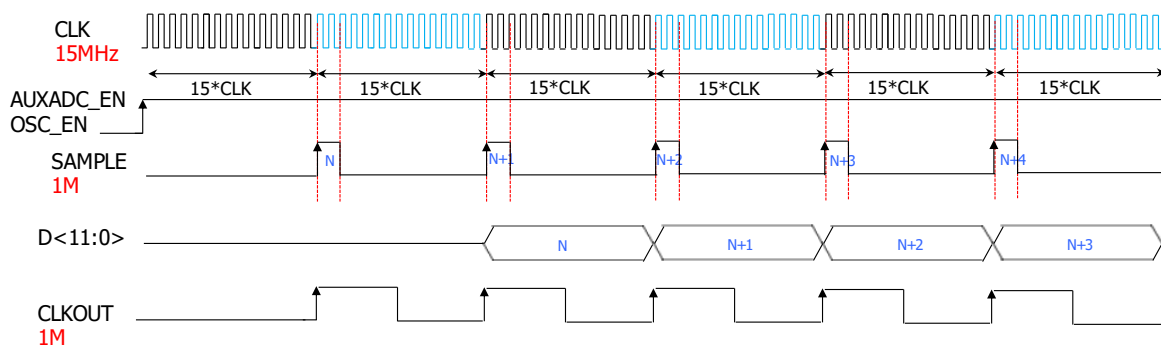 CLK
15MHz
15*CLK 15*CLK 15*CLK 15*CLK 15*CLK 15*CLK
AUXADC_EN
OSC_EN
SAMPLE
1M
N N+1 N+2 N+3 N+4
D<11:0>
N N+1 N+2 N+3
CLKOUT
1M